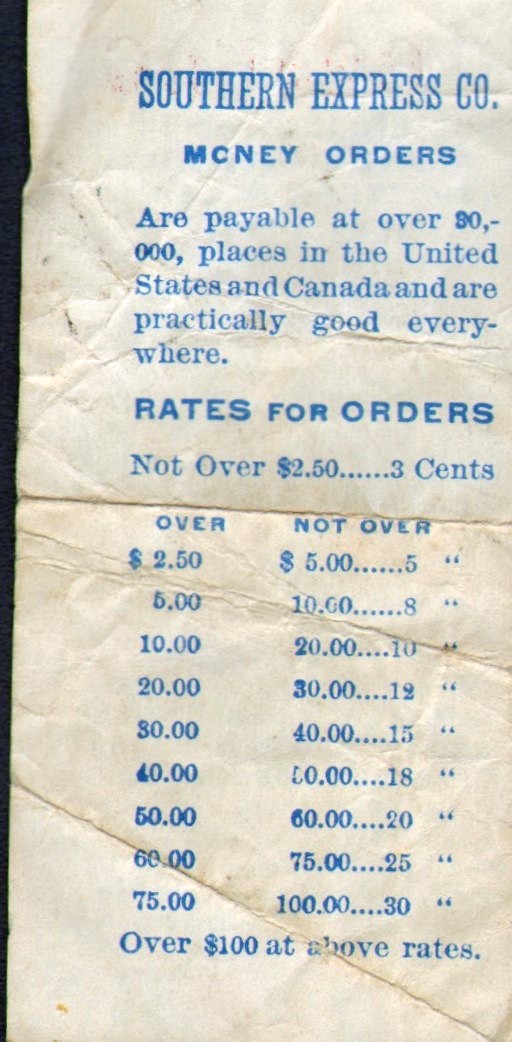 SOUTHERN EXPRESS CO.
MONEY ORDERS
Are payable at over 30,-
000, places in the United
States and Canada and are
practically good every-
where.
RATES FOR ORDERS
Not Over $2.50......3 Cents
OVER NOT OVER
$ 2.50 $ 5.00......5 "
5.00 10.00......8 "
10.00 20.00....10 "
20.00 30.00....12 "
30.00 40.00....15 "
40.00 50.00....18 "
50.00 60.00....20 "
60.00 75.00....25 "
75.00 100.00....30 "
Over $100 at above rates.